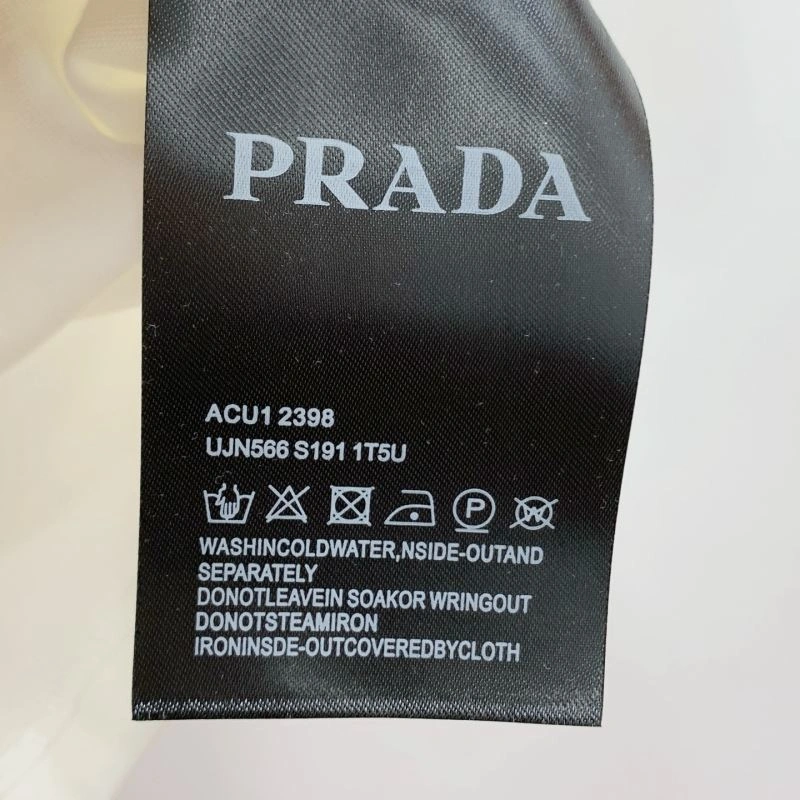 PRADA
ACU1 2398
UJN566 S191 1T5U
P
W
WASHINCOLDWATER,NSIDE-OUTAND
SEPARATELY
DONOTLEAVEIN SOAKOR WRINGOUT
DONOTSTEAMIRON
IRONINSDE-OUTCOVEREDBYCLOTH